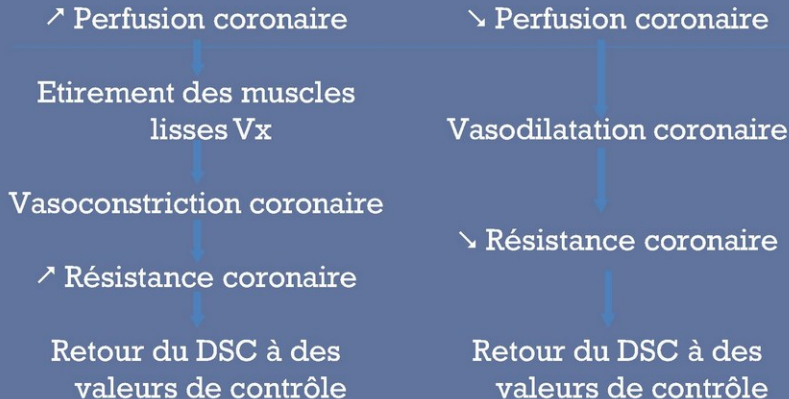 ↗ Perfusion coronaire
Etirement des muscles
lisses Vx
Vasoconstriction coronaire
↗ Résistance coronaire
Retour du DSC à des
valeurs de contrôle
↘ Perfusion coronaire
Vasodilatation coronaire
↘ Résistance coronaire
Retour du DSC à des
valeurs de contrôle